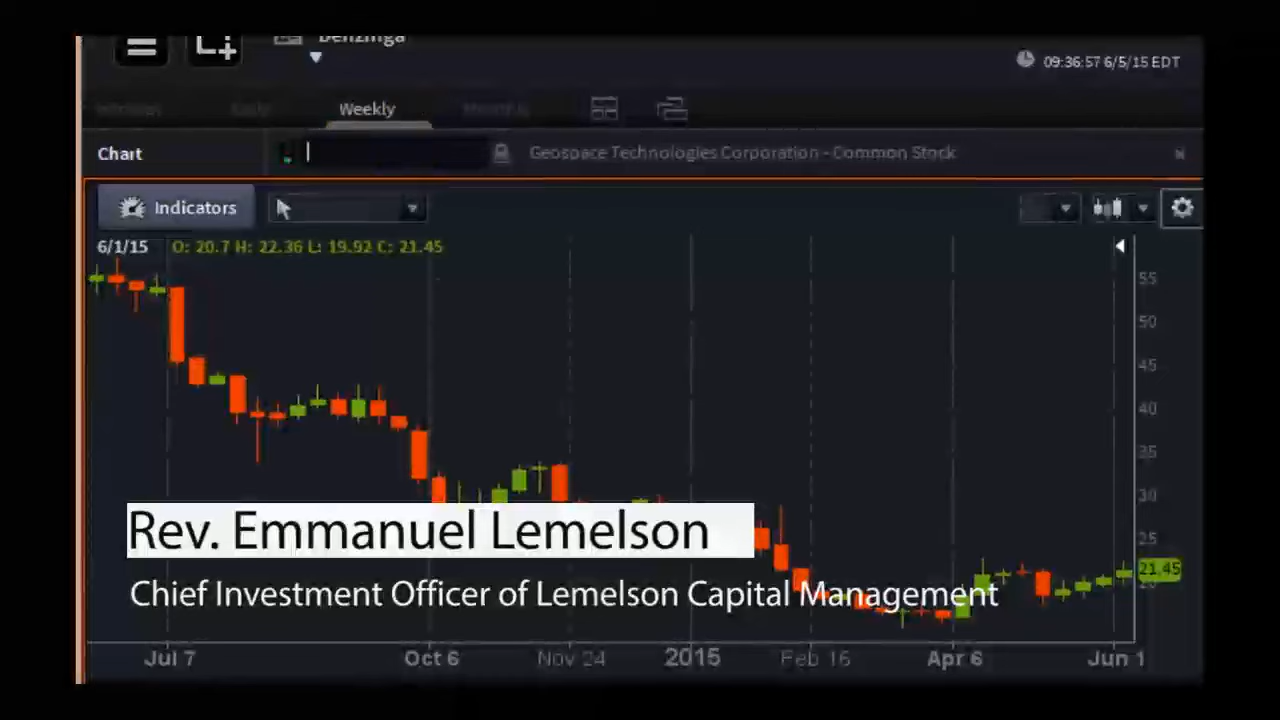 benzinga
09:36:57 6/5/15 EDT
Weekly
Chart
Geospace Technologies Corporation - Common Stock
Indicators
6/1/15 O: 20.7 H: 22.36 L: 19.92 C: 21.45
55
50
45
40
35
30
25
21.45
Rev. Emmanuel Lemelson
Chief Investment Officer of Lemelson Capital Management
Jul 7 Oct 6 Nov 24 2015 Feb 16 Apr 6 Jun 1